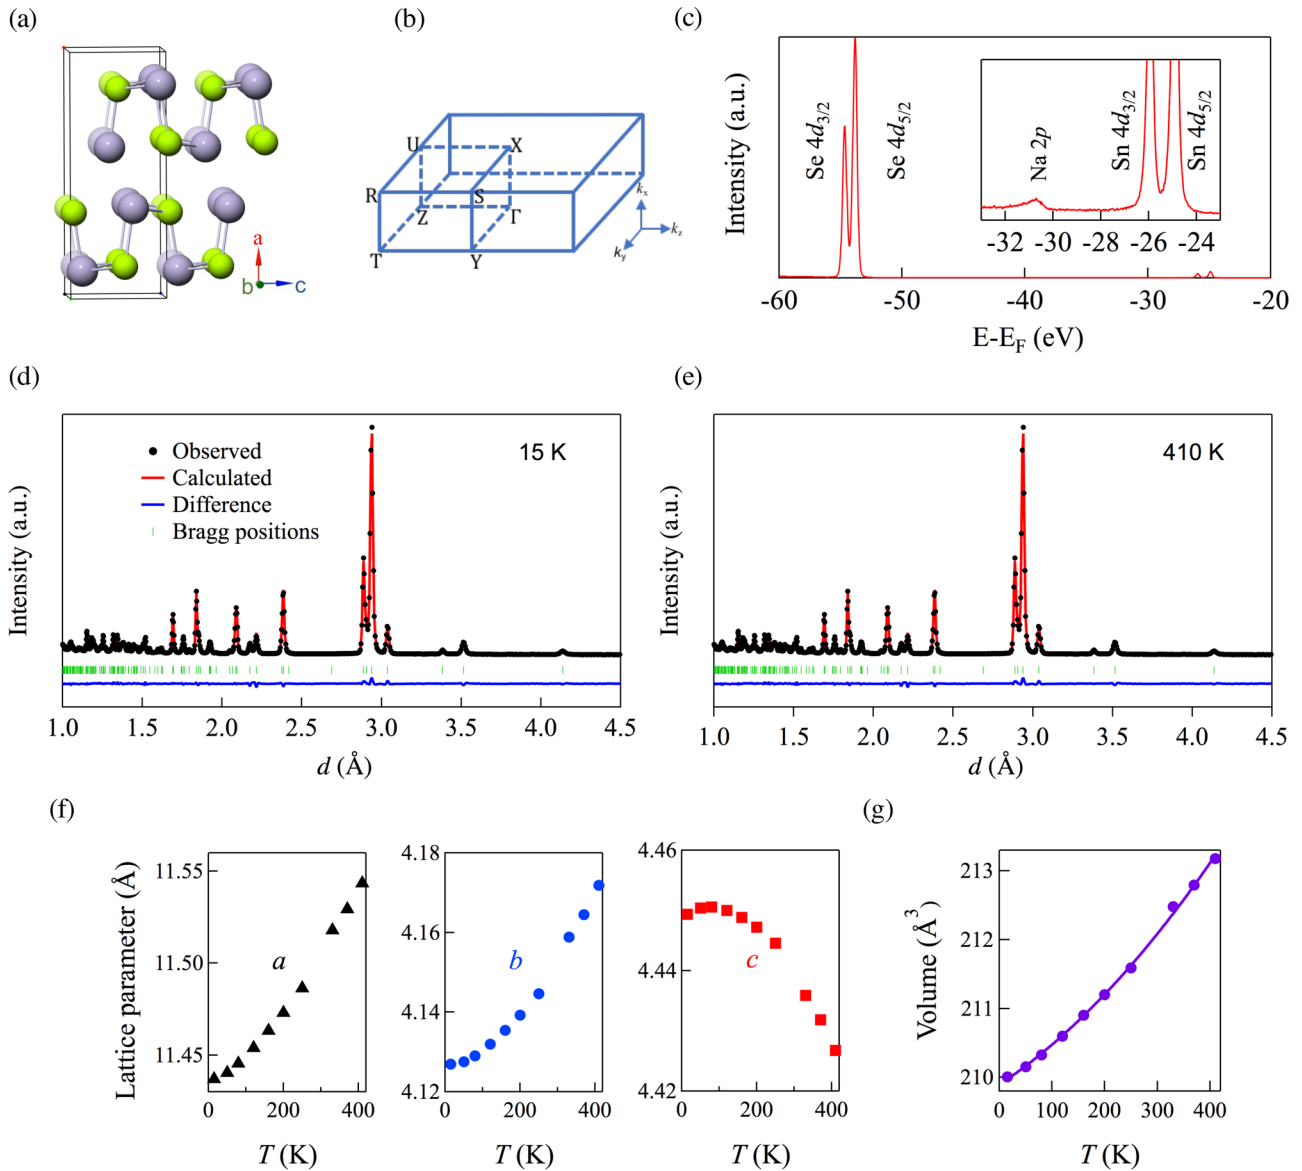 (a)
a
b
c
(b)
U
X
R
S
Z
Γ
T
Y
kx
kz
ky
(c)
Intensity (a.u.)
Se 4d3/2
Se 4d5/2
Na 2p
Sn 4d3/2
Sn 4d5/2
-32 -30 -28 -26 -24
-60 -50 -40 -30 -20
E-EF (eV)
(d)
Intensity (a.u.)
Observed
Calculated
Difference
Bragg positions
15 K
1.0 1.5 2.0 2.5 3.0 3.5 4.0 4.5
d (Å)
(e)
Intensity (a.u.)
410 K
1.0 1.5 2.0 2.5 3.0 3.5 4.0 4.5
d (Å)
(f)
Lattice parameter (Å)
11.55
11.50
11.45
a
0 200 400
T (K)
4.18
4.16
4.14
4.12
b
0 200 400
T (K)
4.46
4.44
4.42
c
0 200 400
T (K)
(g)
Volume (Å3)
213
212
211
210
0 100 200 300 400
T (K)